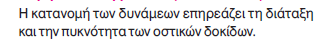 Η κατανομή των δυνάμεων επηρεάζει τη διάταξη
και την πυκνότητα των οστικών δοκίδων.